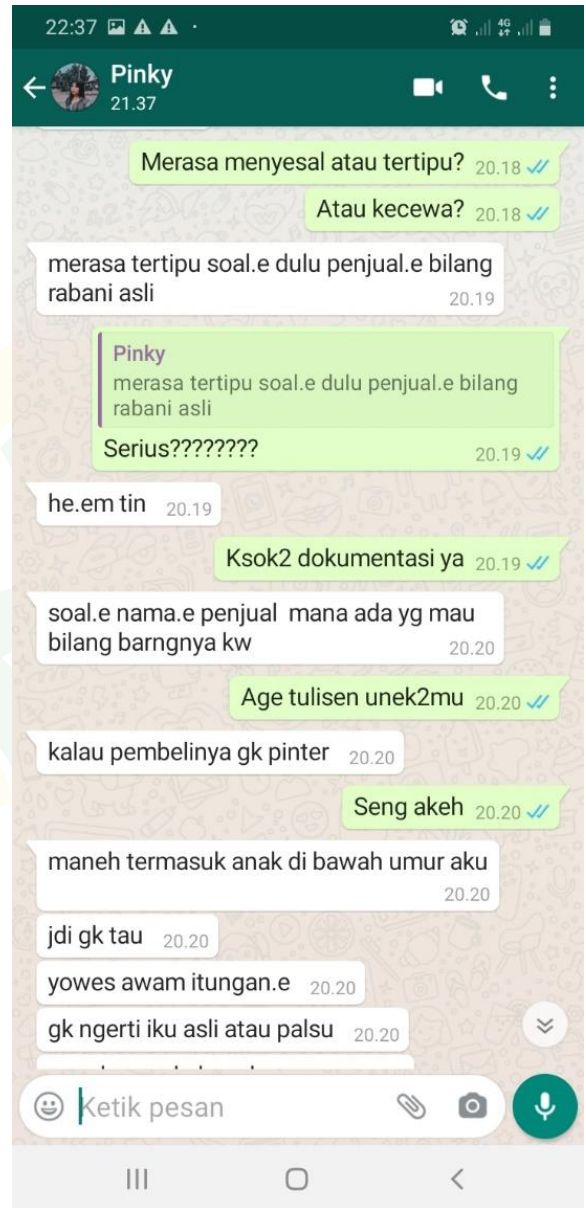 22:37
4G
Pinky
21.37
Merasa menyesal atau tertipu? 20.18
Atau kecewa? 20.18
merasa tertipu soal.e dulu penjual.e bilang
rabani asli 20.19
Pinky
merasa tertipu soal.e dulu penjual.e bilang
rabani asli
Serius???????? 20.19
he.em tin 20.19
Ksok2 dokumentasi ya 20.19
soal.e nama.e penjual mana ada yg mau
bilang barngnya kw 20.20
Age tulisen unek2mu 20.20
kalau pembelinya gk pinter 20.20
Seng akeh 20.20
maneh termasuk anak di bawah umur aku
20.20
jdi gk tau 20.20
yowes awam itungan.e 20.20
gk ngerti iku asli atau palsu 20.20
Ketik pesan